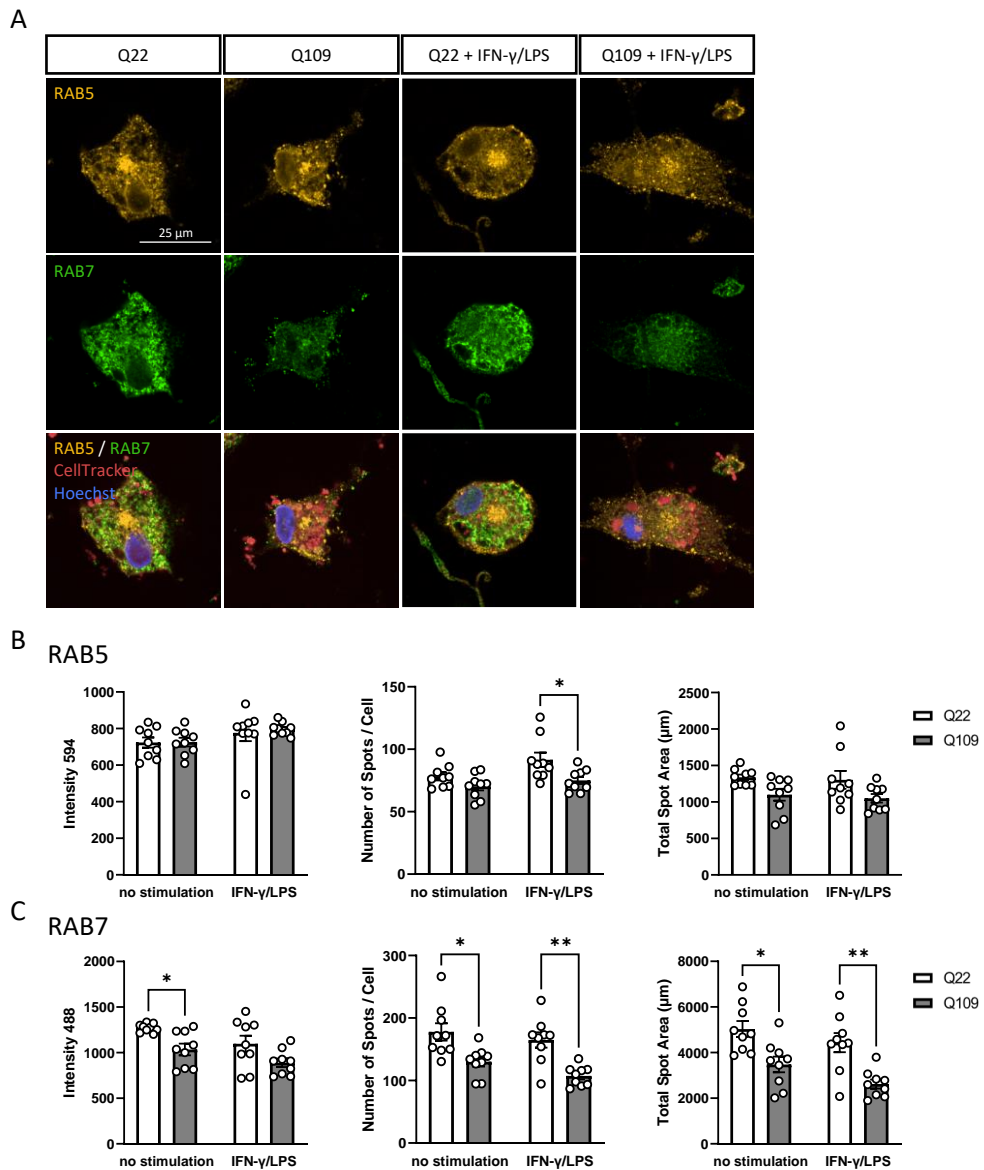 A
Q22 Q109 Q22 + IFN-γ/LPS Q109 + IFN-γ/LPS
RAB5
25 µm
RAB7
RAB5 / RAB7
CellTracker
Hoechst
B
RAB5
Intensity 594
1000
800
600
400
200
0
no stimulation IFN-γ/LPS
Number of Spots / Cell
150
100
50
0
*
no stimulation IFN-γ/LPS
Total Spot Area (µm)
2500
2000
1500
1000
500
0
no stimulation IFN-γ/LPS
Q22
Q109
C
RAB7
Intensity 488
2000
1500
1000
500
0
*
no stimulation IFN-γ/LPS
Number of Spots / Cell
300
200
100
0
* **
no stimulation IFN-γ/LPS
Total Spot Area (µm)
8000
6000
4000
2000
0
* **
no stimulation IFN-γ/LPS
Q22
Q109